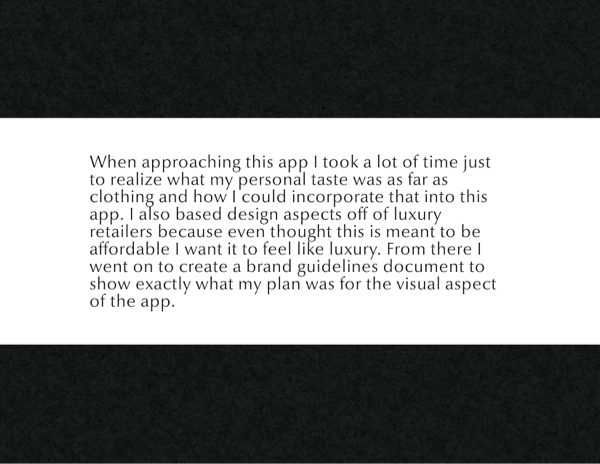 When approaching this app I took a lot of time just
to realize what my personal taste was as far as
clothing and how I could incorporate that into this
app. I also based design aspects off of luxury
retailers because even thought this is meant to be
affordable I want it to feel like luxury. From there I
went on to create a brand guidelines document to
show exactly what my plan was for the visual aspect
of the app.